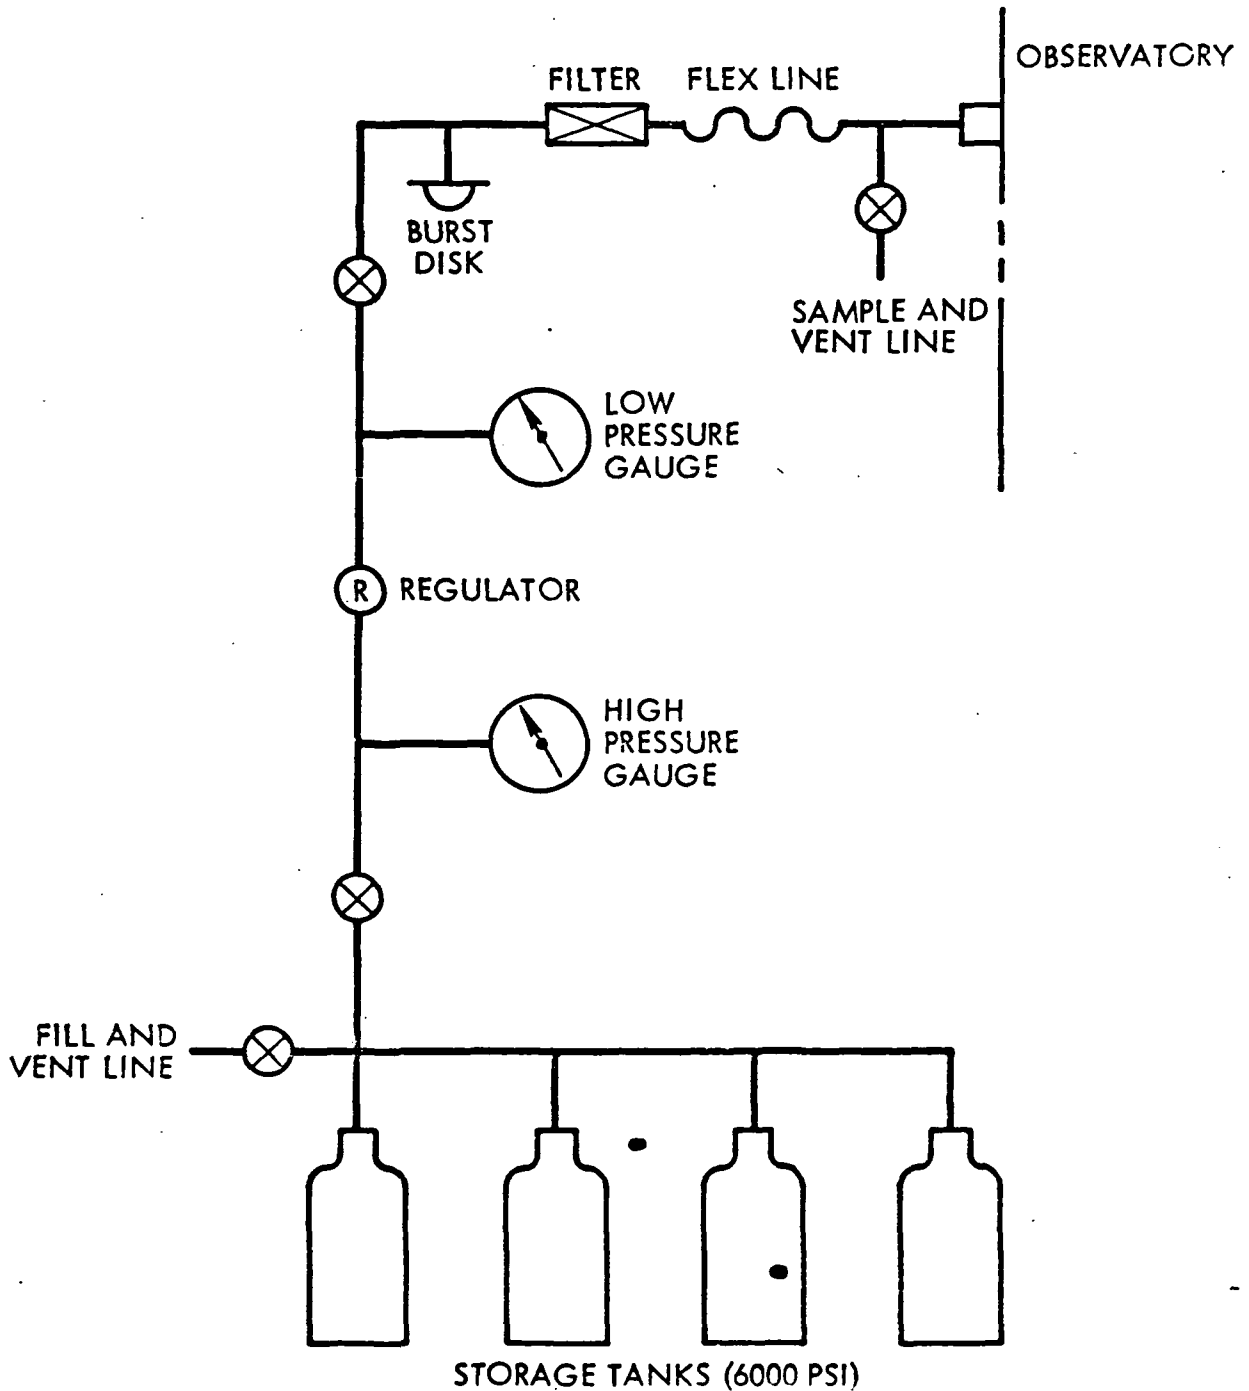 OBSERVATORY
FILTER
FLEX LINE
BURST
DISK
SAMPLE AND
VENT LINE
LOW
PRESSURE
GAUGE
R
REGULATOR
HIGH
PRESSURE
GAUGE
FILL AND
VENT LINE
STORAGE TANKS (6000 PSI)